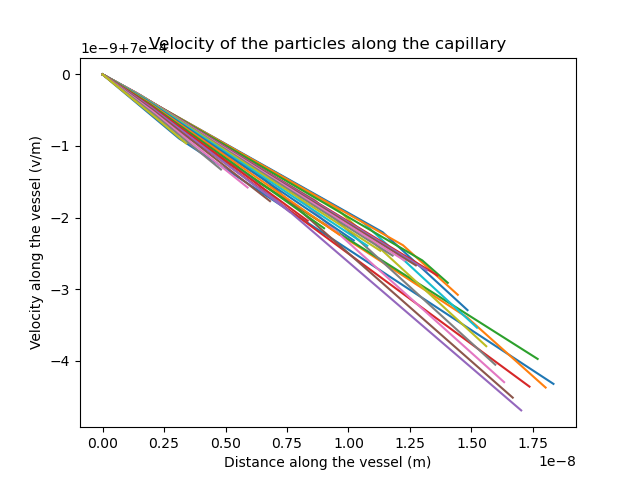 Velocity of the particles along the capillary
1e−9+7e−4
0
−1
−2
−3
−4
Velocity along the vessel (v/m)
0.00 0.25 0.50 0.75 1.00 1.25 1.50 1.75
1e−8
Distance along the vessel (m)